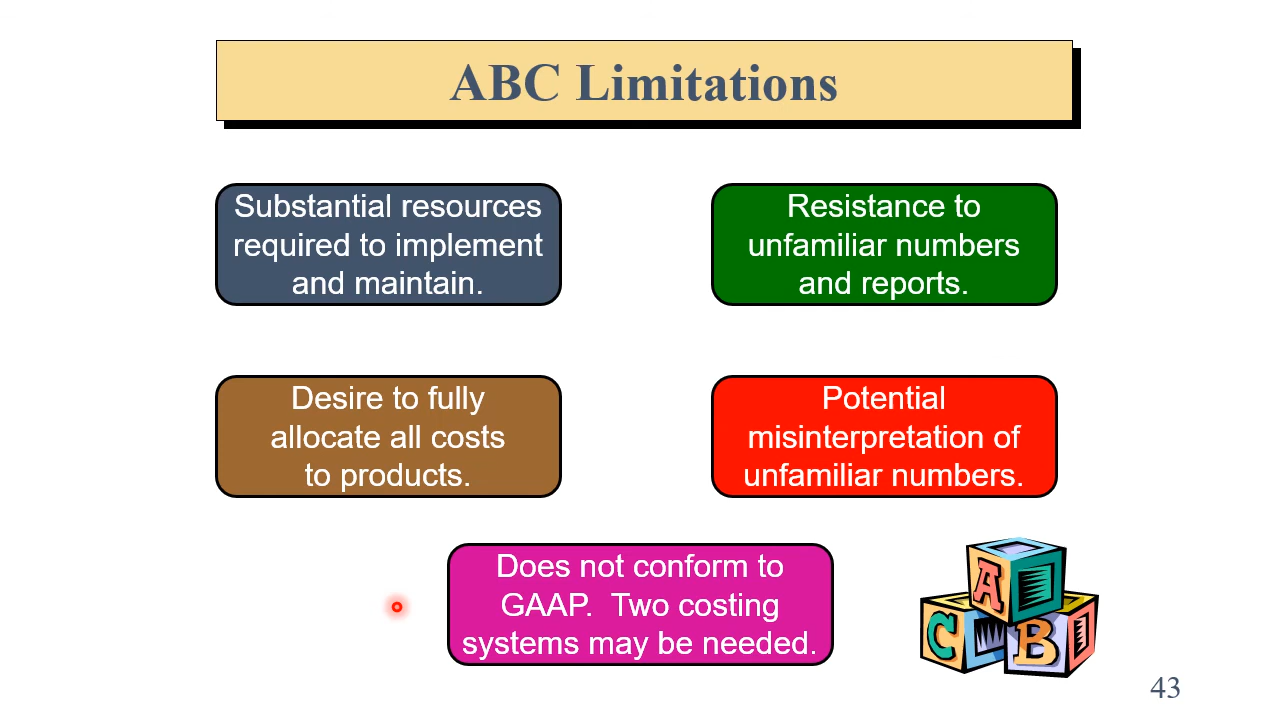 ABC Limitations
Substantial resources
required to implement
and maintain.
Resistance to
unfamiliar numbers
and reports.
Desire to fully
allocate all costs
to products.
Potential
misinterpretation of
unfamiliar numbers.
Does not conform to
GAAP.  Two costing
systems may be needed.
A
C
B
43